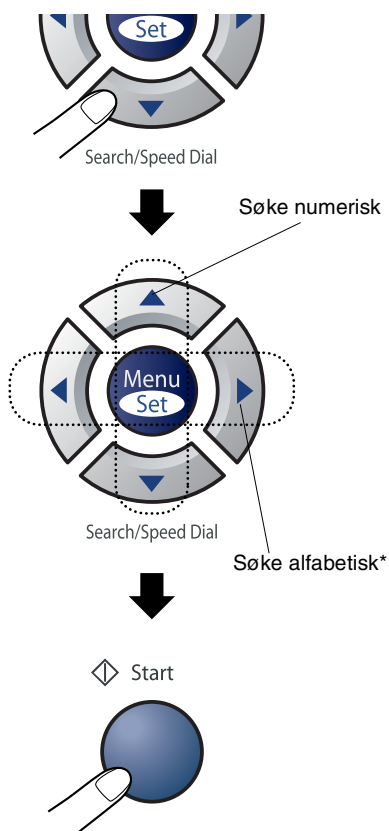 Set
Search/Speed Dial
Søke numerisk
Menu
Set
Search/Speed Dial
Søke alfabetisk*
Start